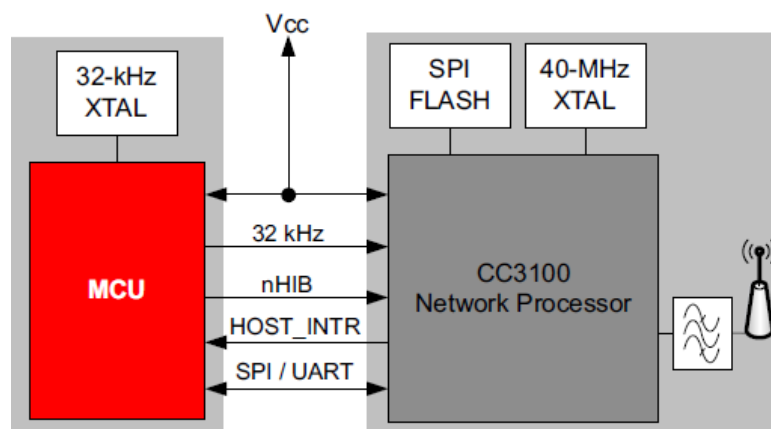 Vcc
32-kHz
XTAL
SPI
FLASH
40-MHz
XTAL
32 kHz
MCU
nHIB
CC3100
Network Processor
HOST_INTR
SPI / UART